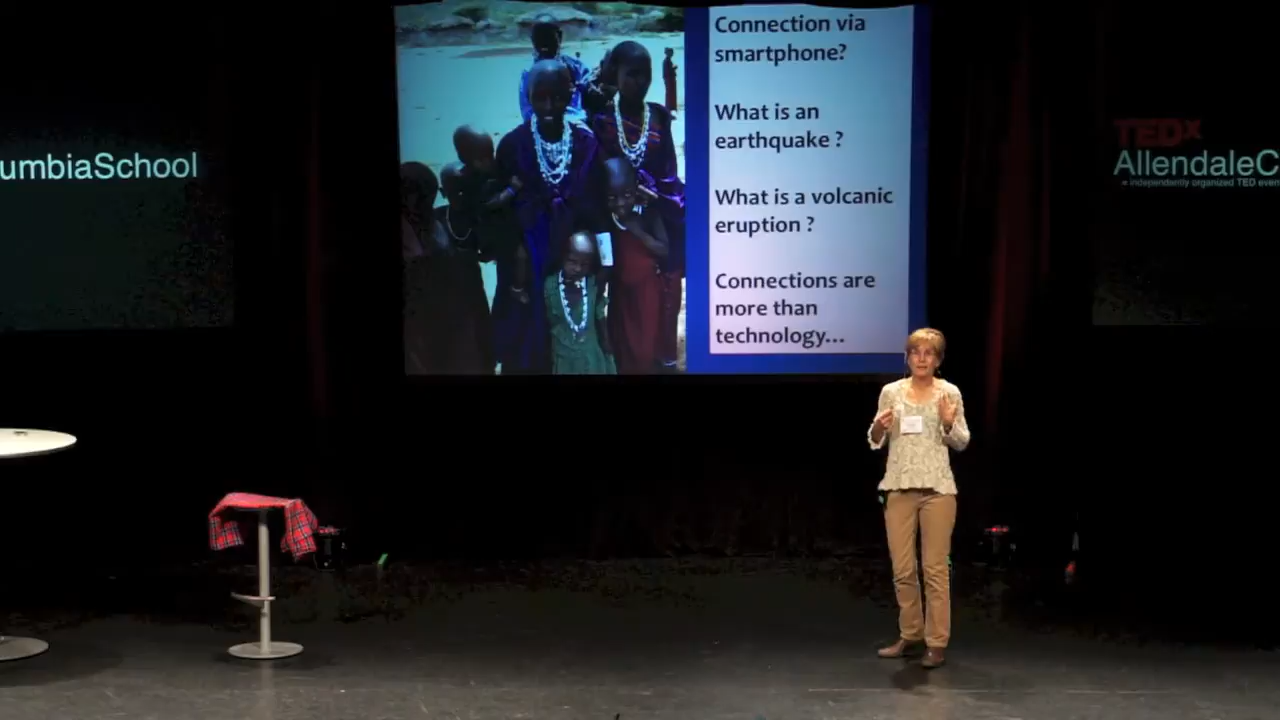 umbiaSchool
Connection via
smartphone?
What is an
earthquake ?
What is a volcanic
eruption ?
Connections are
more than
technology...
TEDx
AllendaleC
independently organized TED even